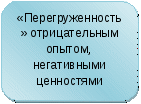 «Перегруженность
» отрицательным
опытом,
негативными
ценностями